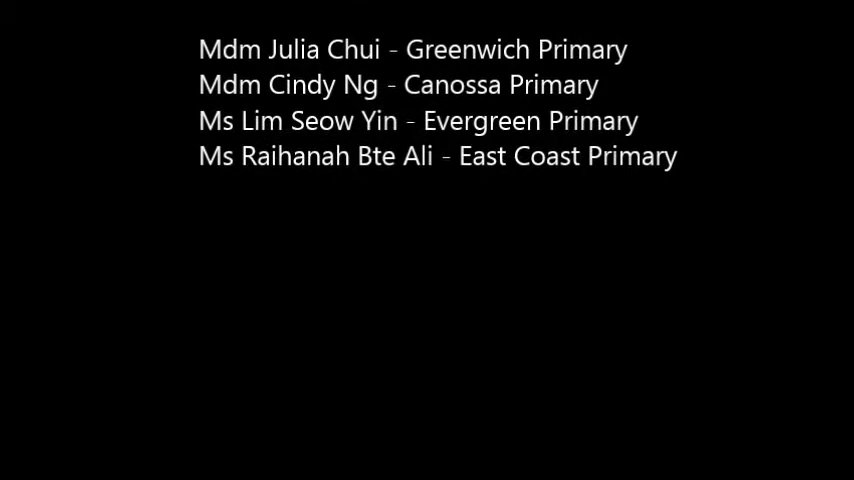 Mdm Julia Chui - Greenwich Primary
Mdm Cindy Ng - Canossa Primary
Ms Lim Seow Yin - Evergreen Primary
Ms Raihanah Bte Ali - East Coast Primary